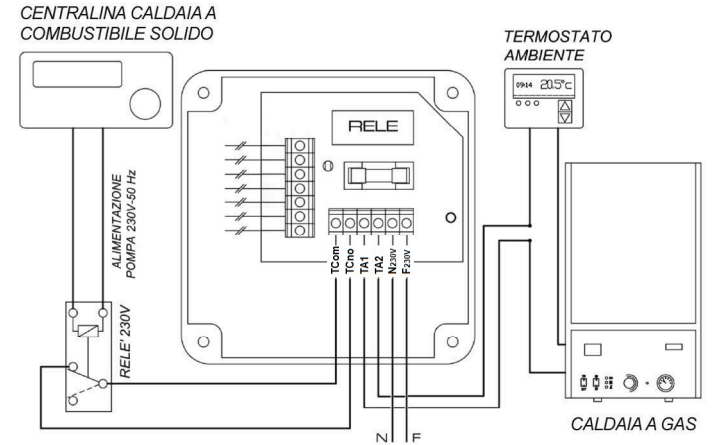 CENTRALINA CALDAIA A
COMBUSTIBILE SOLIDO
TERMOSTATO
AMBIENTE
09:14 20.5°C
RELE
ALIMENTAZIONE
POMPA 230V-50 Hz
TCom
TCno
TA1
TA2
N230V
F230V
RELE' 230V
N F
CALDAIA A GAS